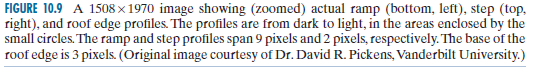 FIGURE 10.9 A 1508 × 1970 image showing (zoomed) actual ramp (bottom, left), step (top,
right), and roof edge profiles. The profiles are from dark to light, in the areas enclosed by the
small circles. The ramp and step profiles span 9 pixels and 2 pixels, respectively. The base of the
roof edge is 3 pixels. (Original image courtesy of Dr. David R. Pickens, Vanderbilt University.)